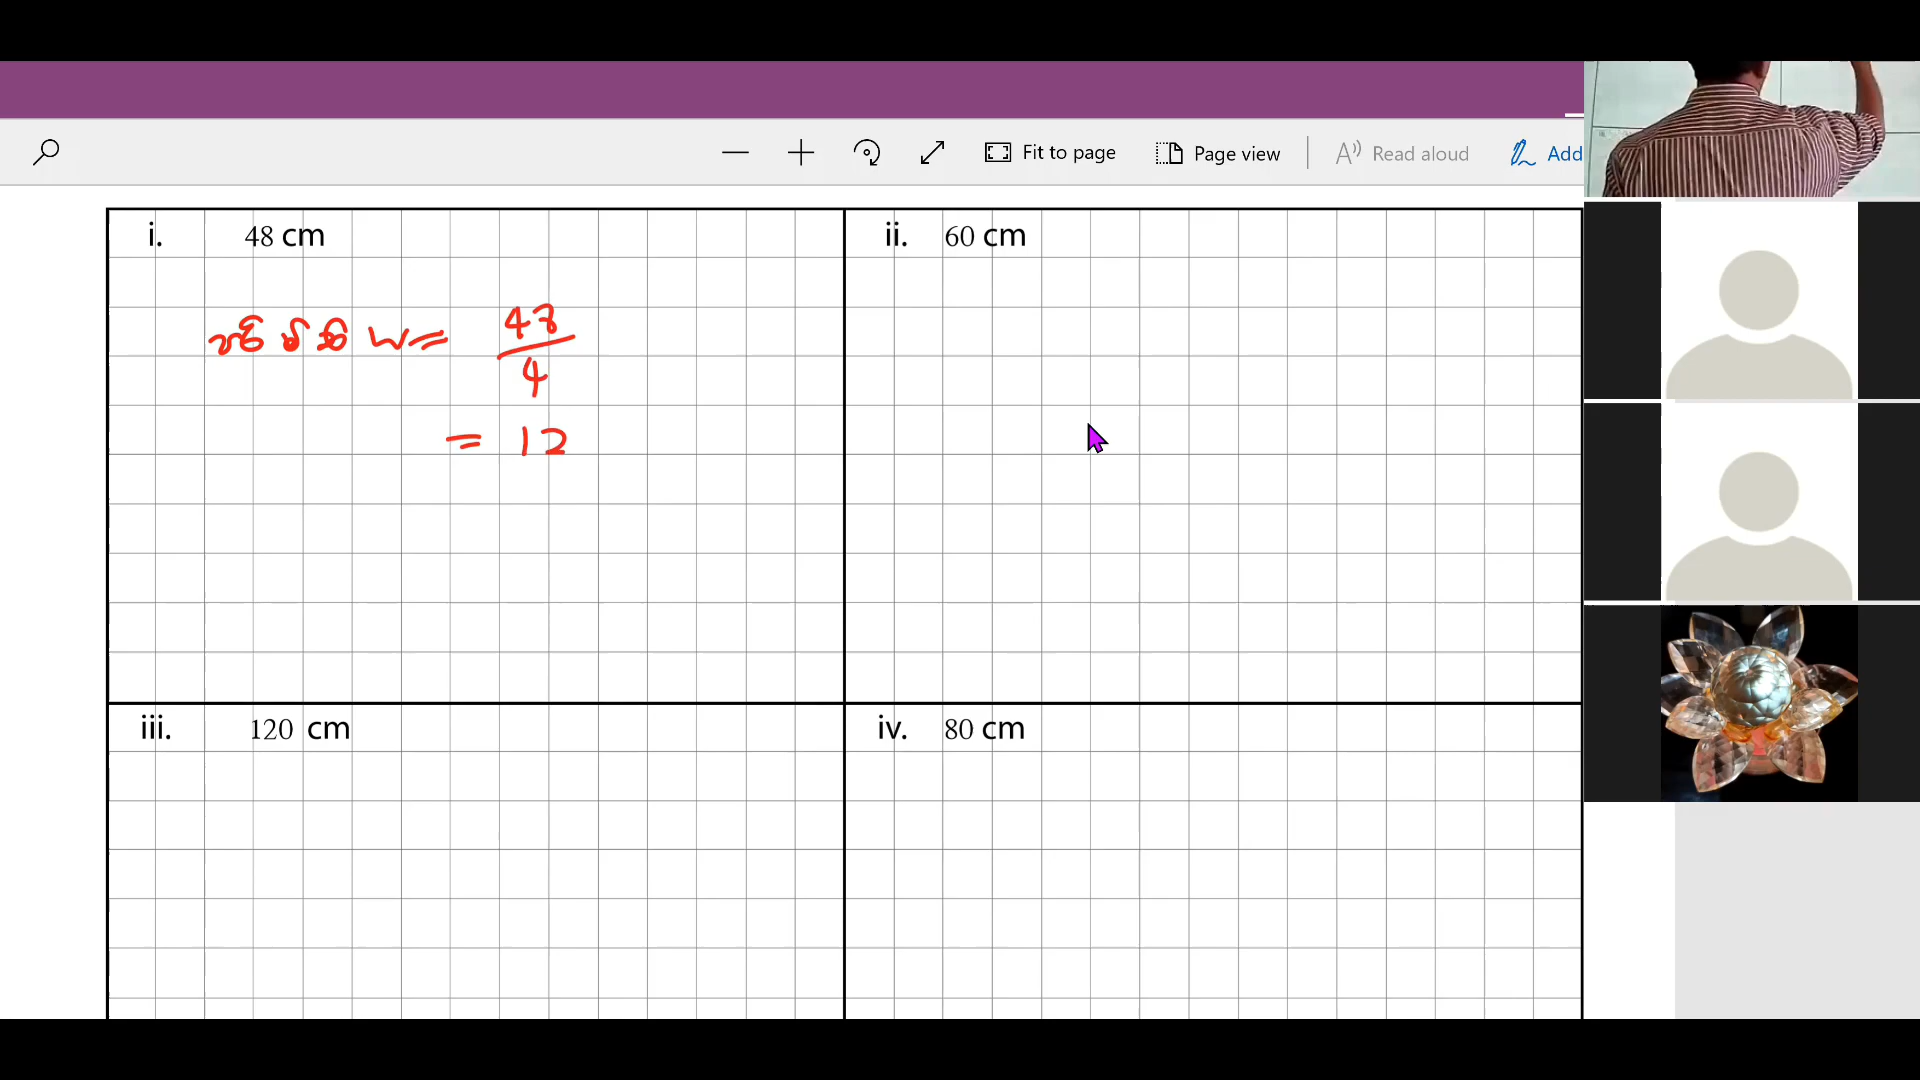 Fit to page
Page view
Read aloud
Add
i. 48 cm
48
4
= 12
ii. 60 cm
iii. 120 cm
iv. 80 cm